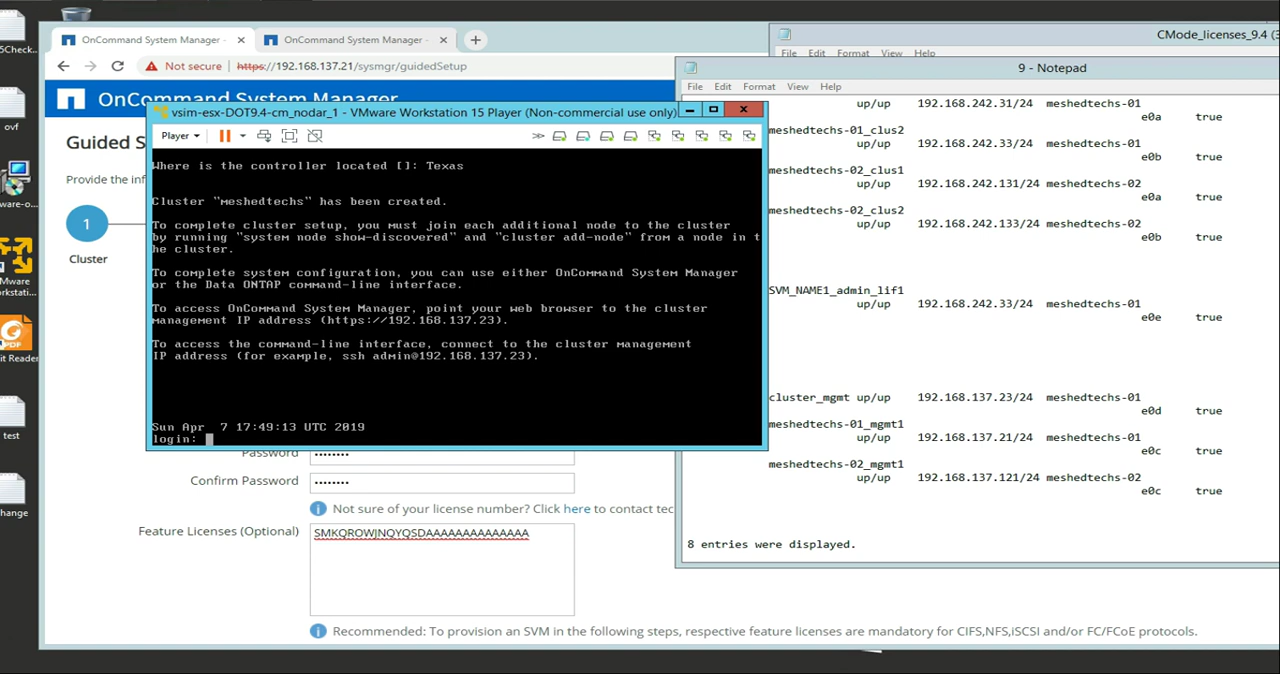 5Check...
ovf
ware-o...
Mware
rkstati...
it Reader
test
hange
OnCommand System Manager -
OnCommand System Manager -
Not secure
https://192.168.137.21/sysmgr/guidedSetup
OnCommand System Manager
Guided S
Provide the inf
1
Cluster
vsim-esx-DOT9.4-cm_nodar_1 - VMware Workstation 15 Player (Non-commercial use only)
Player
Where is the controller located []: Texas
Cluster "meshedtechs" has been created.
To complete cluster setup, you must join each additional node to the cluster
by running "system node show-discovered" and "cluster add-node" from a node in t
he cluster.
To complete system configuration, you can use either OnCommand System Manager
or the Data ONTAP command-line interface.
To access OnCommand System Manager, point your web browser to the cluster
management IP address (https://192.168.137.23).
To access the command-line interface, connect to the cluster management
IP address (for example, ssh admin@192.168.137.23).
Sun Apr  7 17:49:13 UTC 2019
login:
Password
Confirm Password
Not sure of your license number? Click here to contact tec
Feature Licenses (Optional)
SMKQROWJNQYQSDAAAAAAAAAAAAAA
Recommended: To provision an SVM in the following steps, respective feature licenses are mandatory for CIFS,NFS,iSCSI and/or FC/FCoE protocols.
CMode_licenses_9.4 (3
File Edit Format View Help
9 - Notepad
File Edit Format View Help
up/up 192.168.242.31/24 meshedtechs-01
e0a true
meshedtechs-01_clus2
up/up 192.168.242.33/24 meshedtechs-01
e0b true
meshedtechs-02_clus1
up/up 192.168.242.131/24 meshedtechs-02
e0a true
meshedtechs-02_clus2
up/up 192.168.242.133/24 meshedtechs-02
e0b true
SVM_NAME1_admin_lif1
up/up 192.168.242.33/24 meshedtechs-01
e0e true
cluster_mgmt up/up 192.168.137.23/24 meshedtechs-01
e0d true
meshedtechs-01_mgmt1
up/up 192.168.137.21/24 meshedtechs-01
e0c true
meshedtechs-02_mgmt1
up/up 192.168.137.121/24 meshedtechs-02
e0c true
8 entries were displayed.